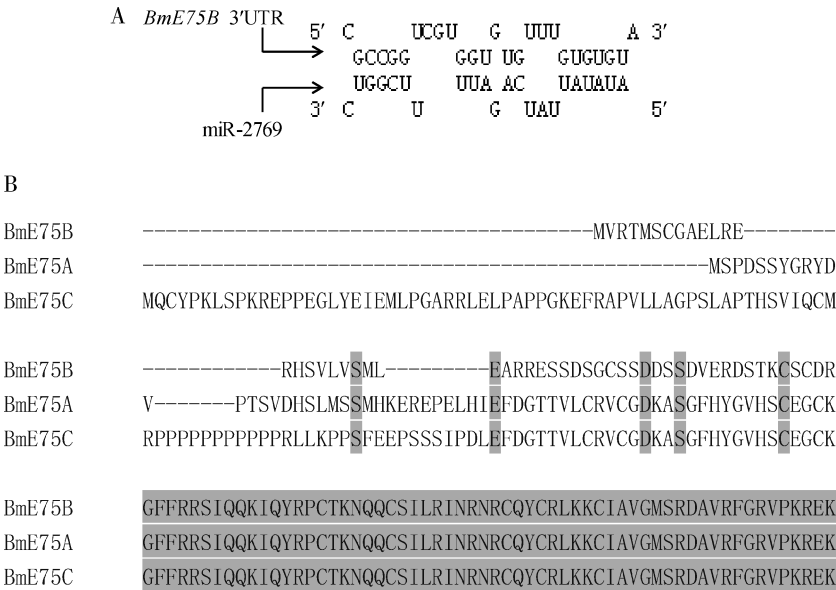 A BmE75B 3′UTR
5′ C UCGU G UUU A 3′
GCCGG GGU UG GUGUGU
UGGCU UUA AC UAUAUA
3′ C U G UAU 5′
miR-2769
B
BmE75B ---------------------------------------MVRTMSCGAELRE--------
BmE75A -------------------------------------------------MSPDSSYGRYD
BmE75C MQCYPKLSPKREPPEGLYEIEMLPGARRLELPAPPGKEFRAPVLLAGPSLAPTHSVIQCM
BmE75B ------------RHSVLVSML---------EARRESSDSGCSSDDSSDVERDSTKCSCDR
BmE75A V-------PTSVDHSLMSSMHKEREPELHIEFDGTTVLCRVCGDKASGFHYGVHSCEGCK
BmE75C RPPPPPPPPPPPRLLKPPSFEEPSSSIPDLEFDGTTVLCRVCGDKASGFHYGVHSCEGCK
BmE75B GFFRRSIQQKIQYRPCTKNQQCSILRINRNRCQYCRLKKCIAVGMSRDAVRFGRVPKREK
BmE75A GFFRRSIQQKIQYRPCTKNQQCSILRINRNRCQYCRLKKCIAVGMSRDAVRFGRVPKREK
BmE75C GFFRRSIQQKIQYRPCTKNQQCSILRINRNRCQYCRLKKCIAVGMSRDAVRFGRVPKREK